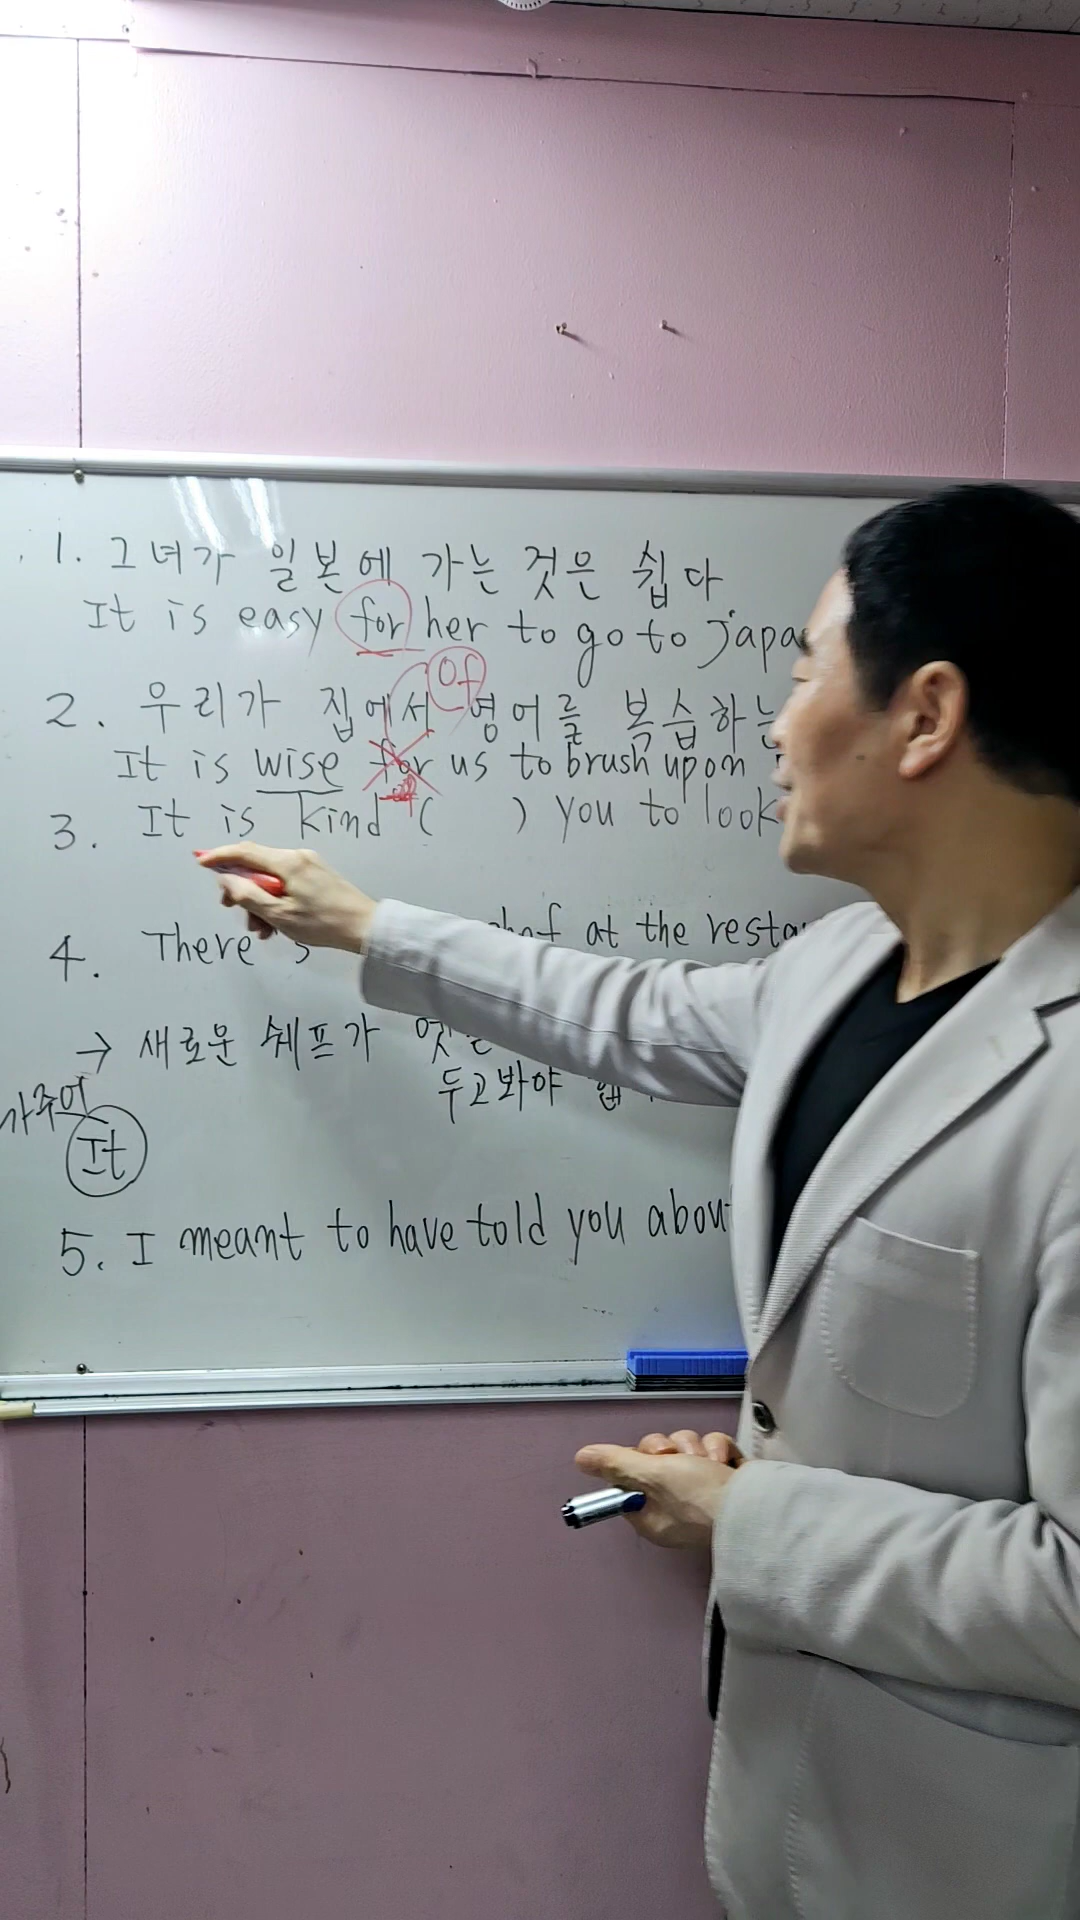 1. 그녀가 일본에 가는 것은 쉽다
It is easy for her to go to Japa
of
2. 우리가 집에서 영어를 복습하는
It is wise for us to brush up on
3. It is kind ( ) you to look
4. There's at the resta
→ 새로운 쉐프가
두고봐야
가주어
It
5. I meant to have told you about